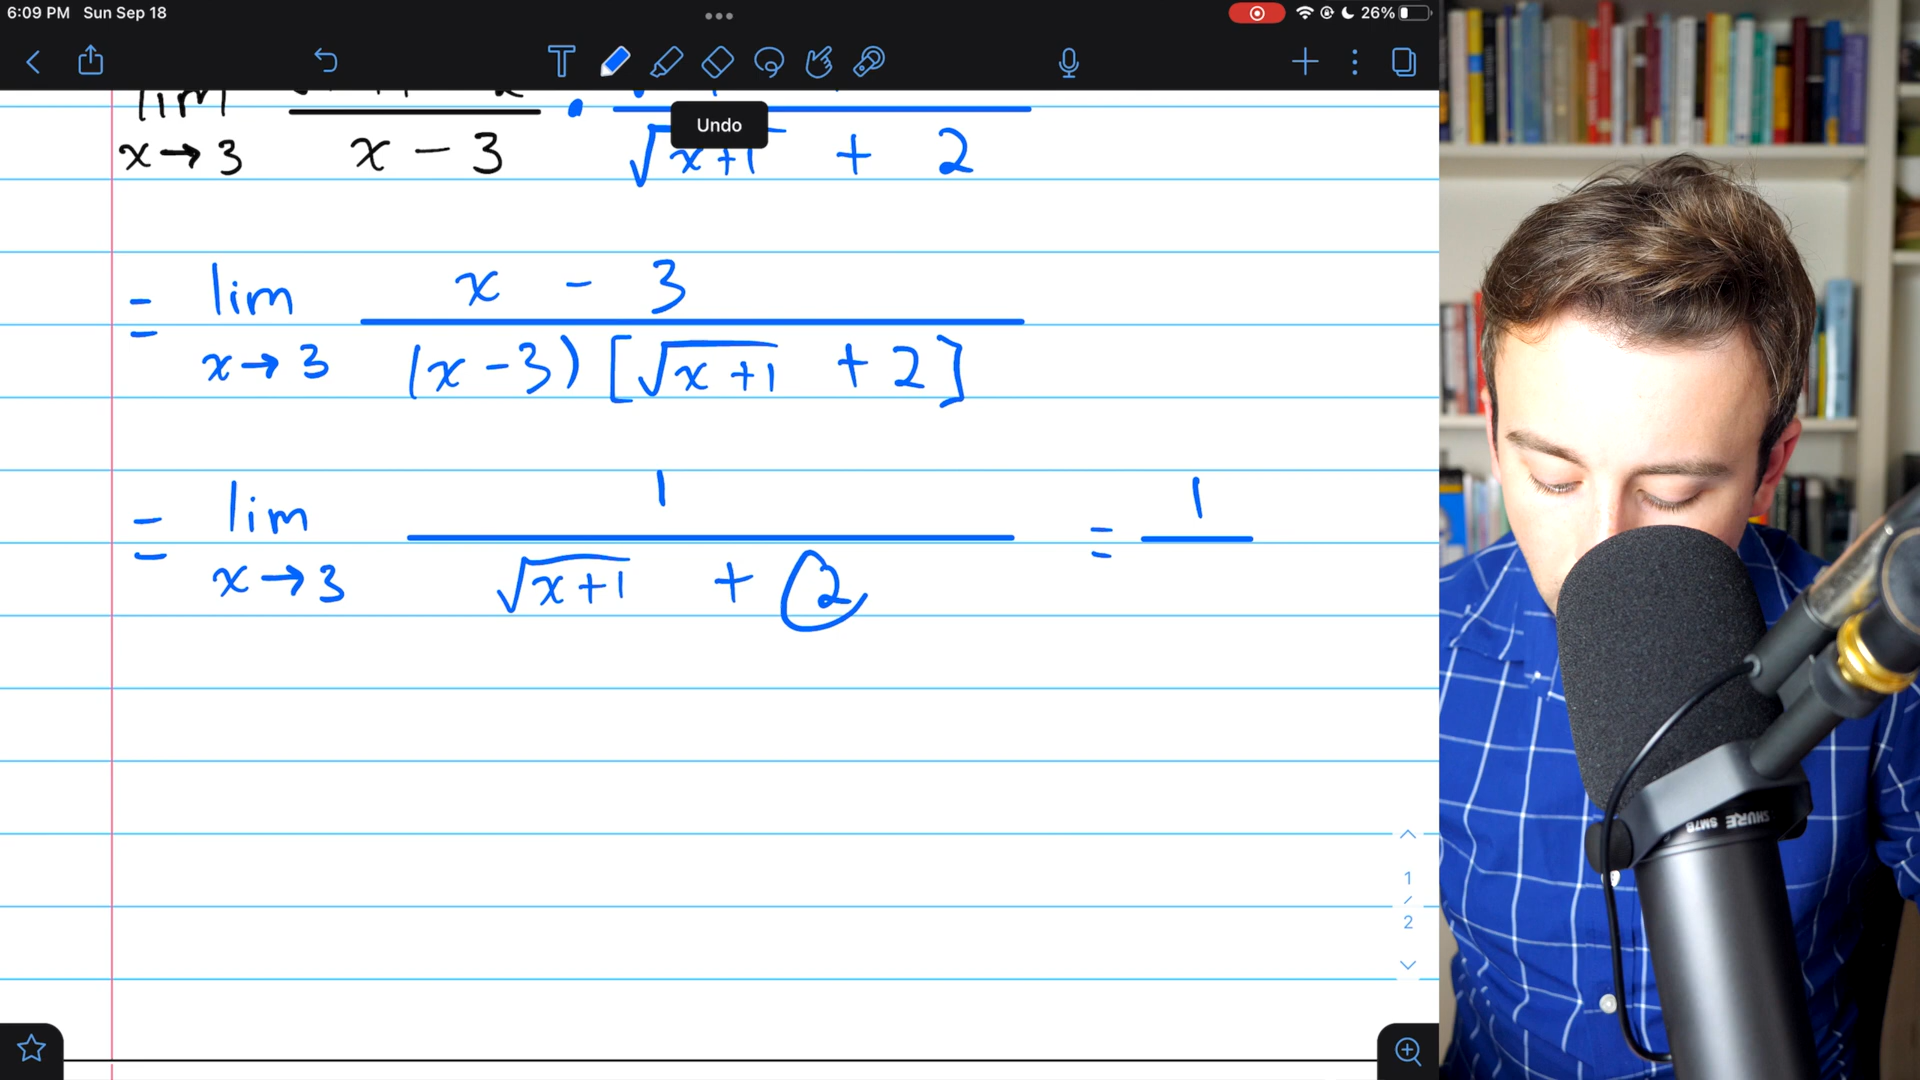 6:09 PM Sun Sep 18
26%
Undo
lim
x→3
x - 3
√x+1 + 2
= lim x→3 x - 3 / (x-3)[√x+1 + 2]
= lim x→3 1 / √x+1 + 2 = 1
1
/
2
SHURE SM7B